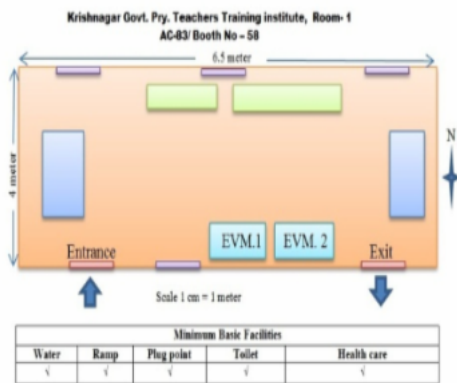 Krishnagar Govt. Pry. Teachers Training institute, Room- 1
AC-83/ Booth No – 58
6.5 meter
4 meter
N
EVM.1 EVM. 2
Entrance Exit
Scale 1 cm = 1 meter
Minimum Basic Facilities
Water Ramp Plug point Toilet Health care
√ √ √ √ √